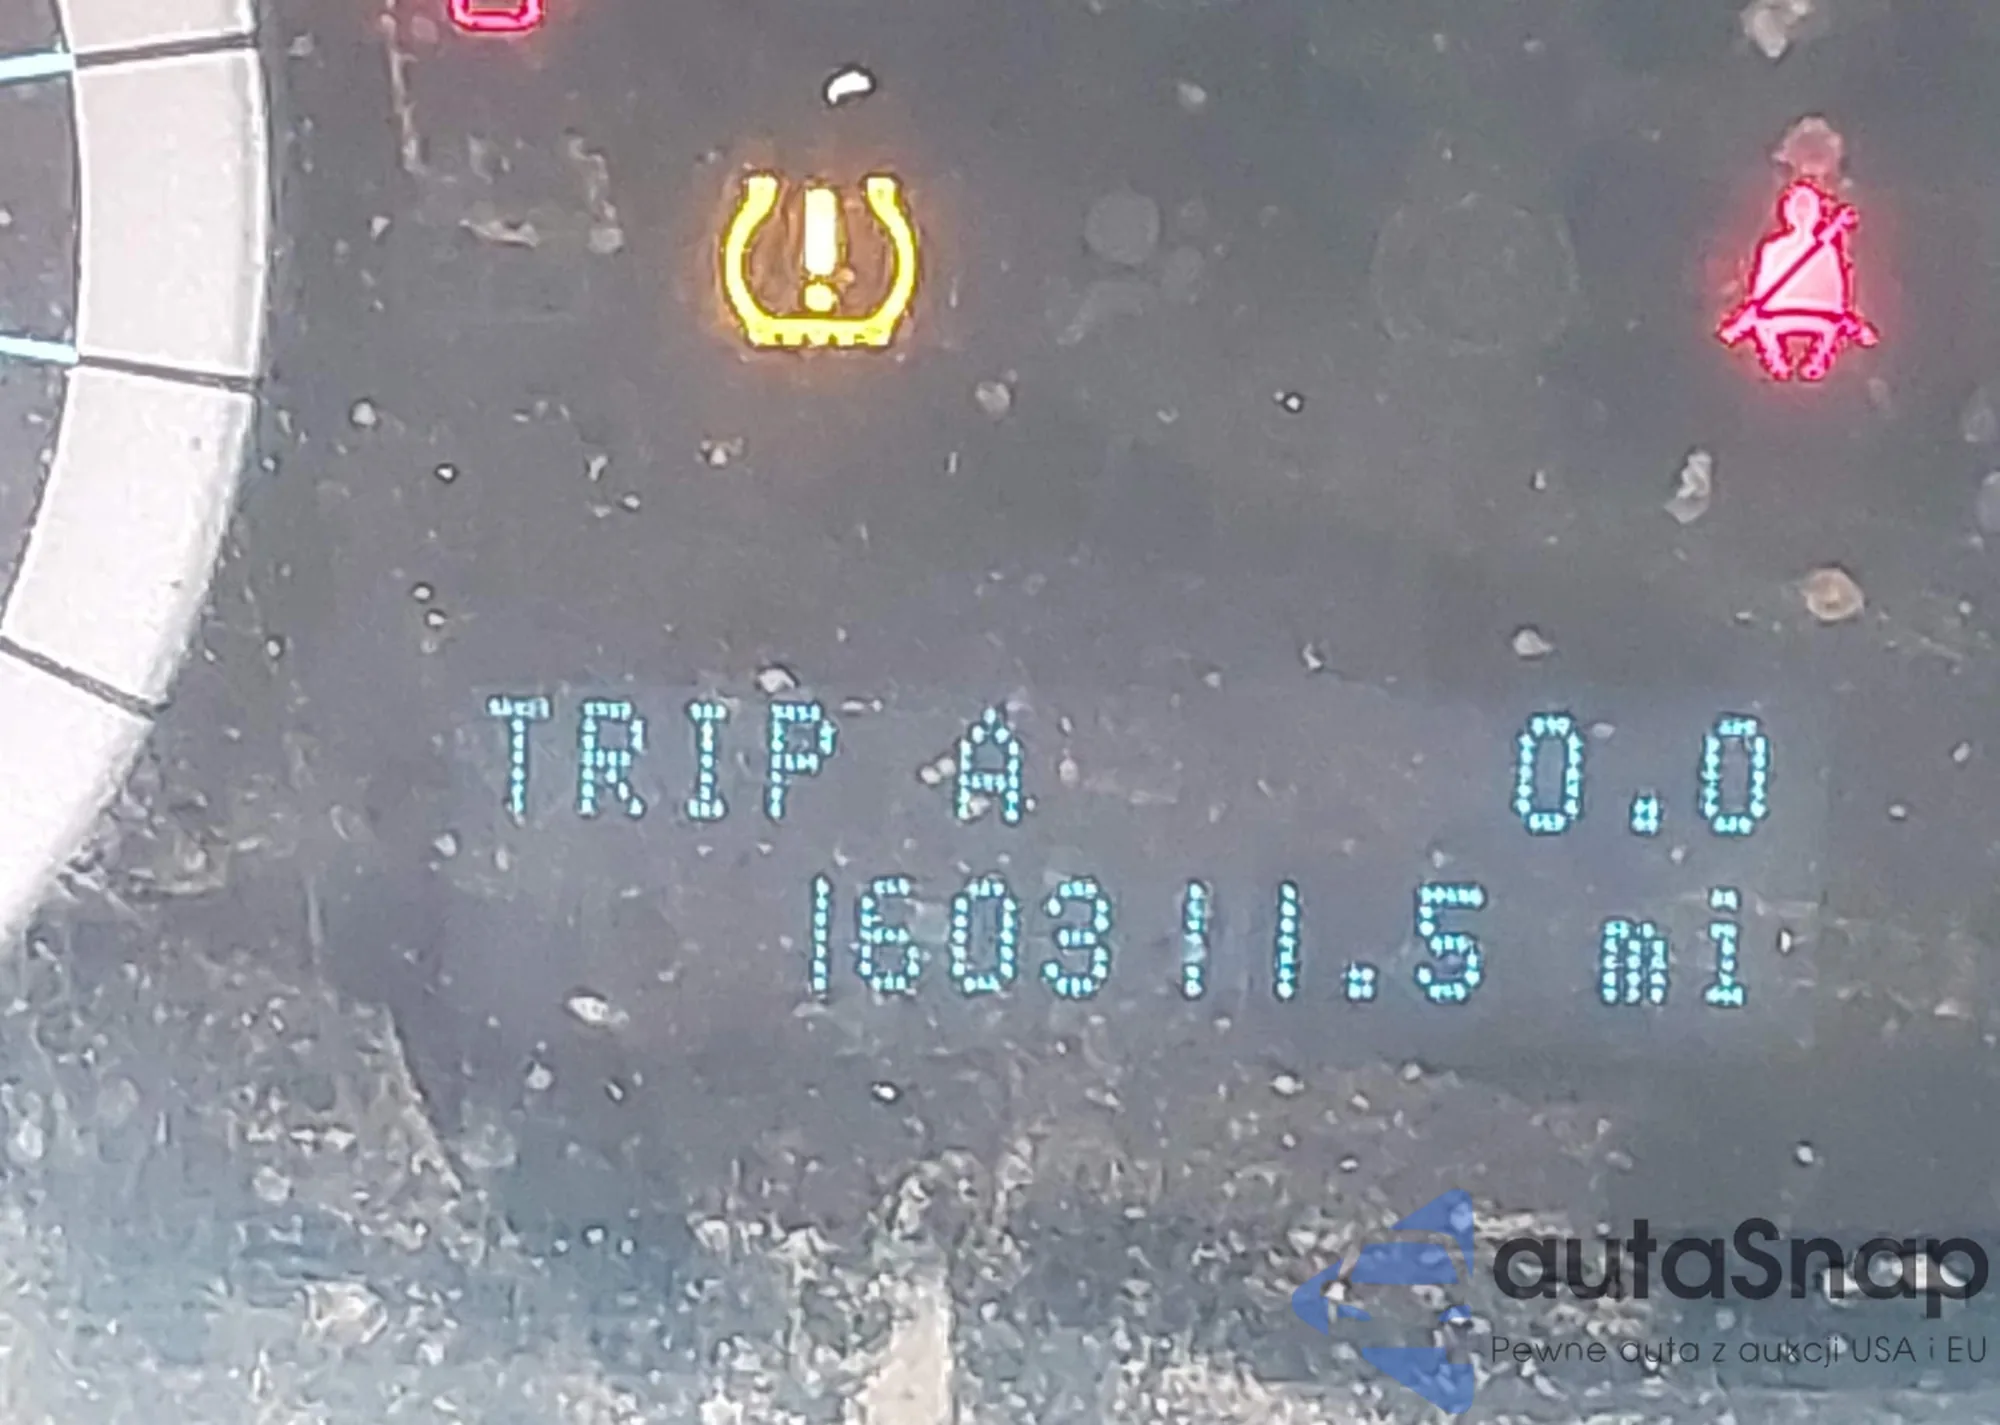 TRIP A 0.0
160311.5 mi
autaSnap
Pewne auta z aukcji USA i EU